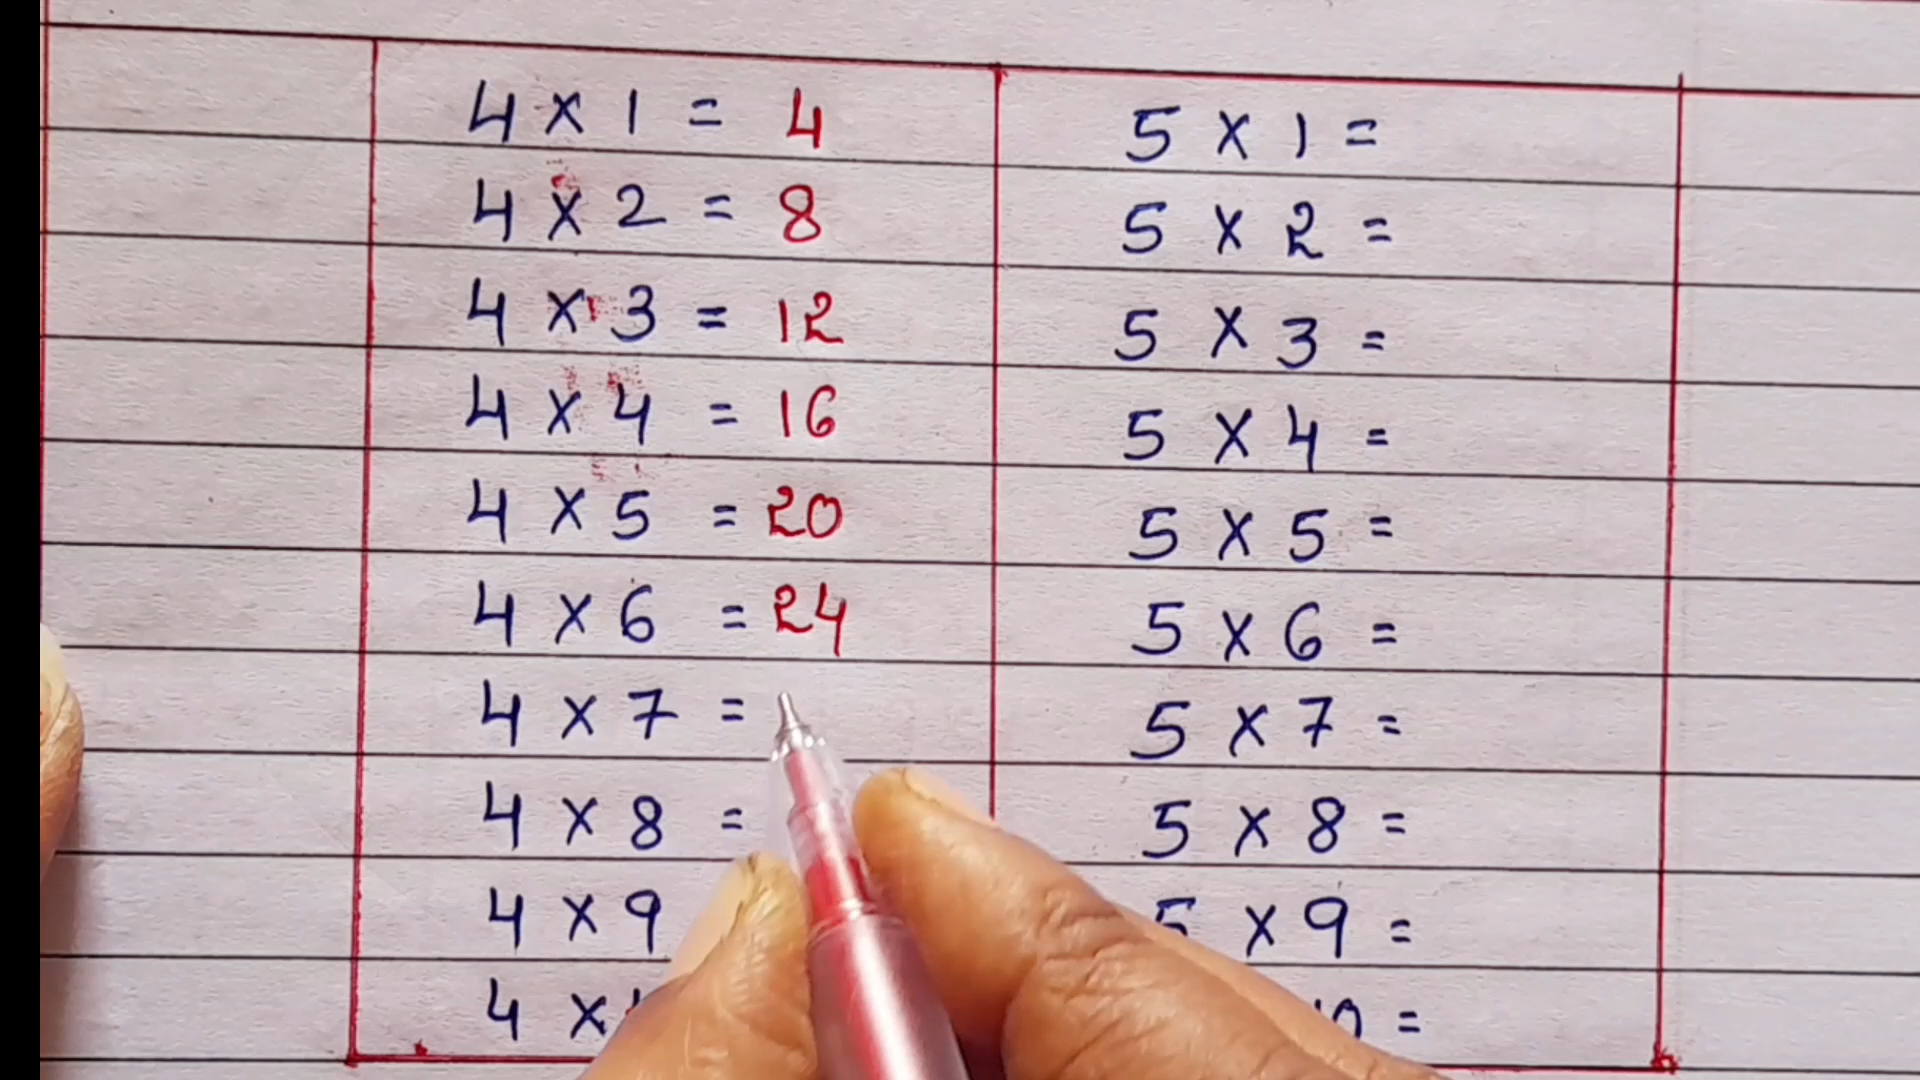 4 × 1 = 4
4 × 2 = 8
4 × 3 = 12
4 × 4 = 16
4 × 5 = 20
4 × 6 = 24
4 × 7 =
4 × 8 =
4 × 9
4 ×
5 × 1 =
5 × 2 =
5 × 3 =
5 × 4 =
5 × 5 =
5 × 6 =
5 × 7 =
5 × 8 =
5 × 9 =
10 =